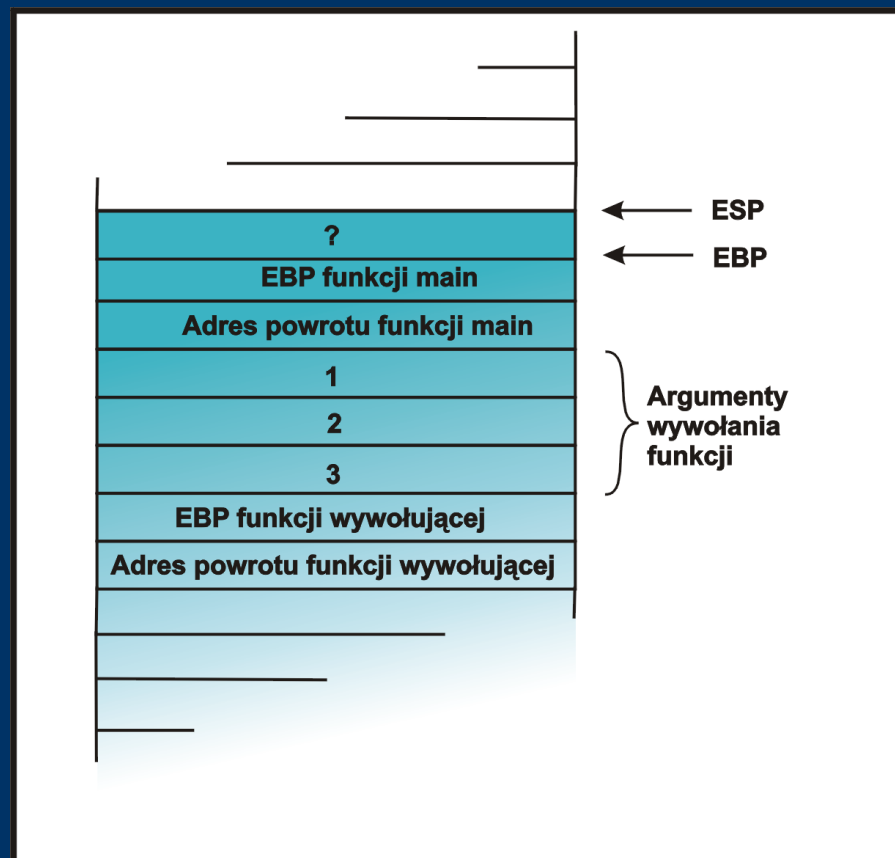 ESP
?
EBP
EBP funkcji main
Adres powrotu funkcji main
1
2
3
Argumenty
wywołania
funkcji
EBP funkcji wywołującej
Adres powrotu funkcji wywołującej